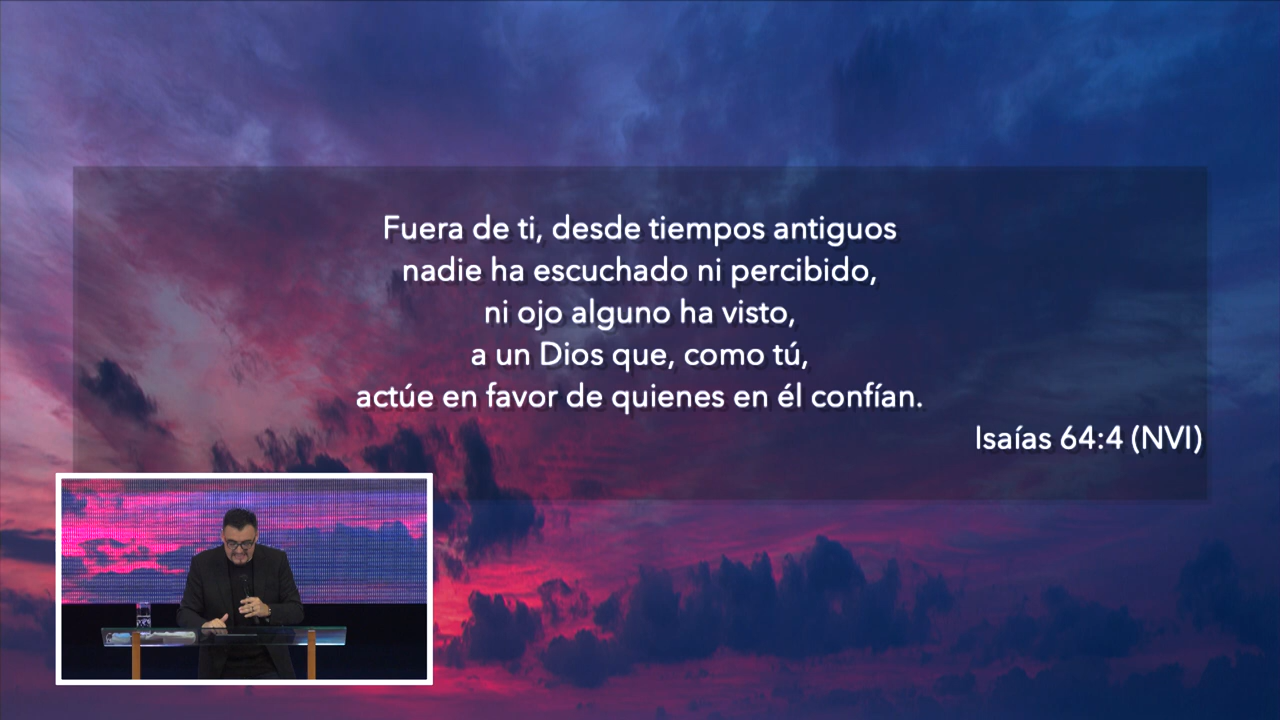 Fuera de ti, desde tiempos antiguos
nadie ha escuchado ni percibido,
ni ojo alguno ha visto,
a un Dios que, como tú,
actúe en favor de quienes en él confían.
Isaías 64:4 (NVI)